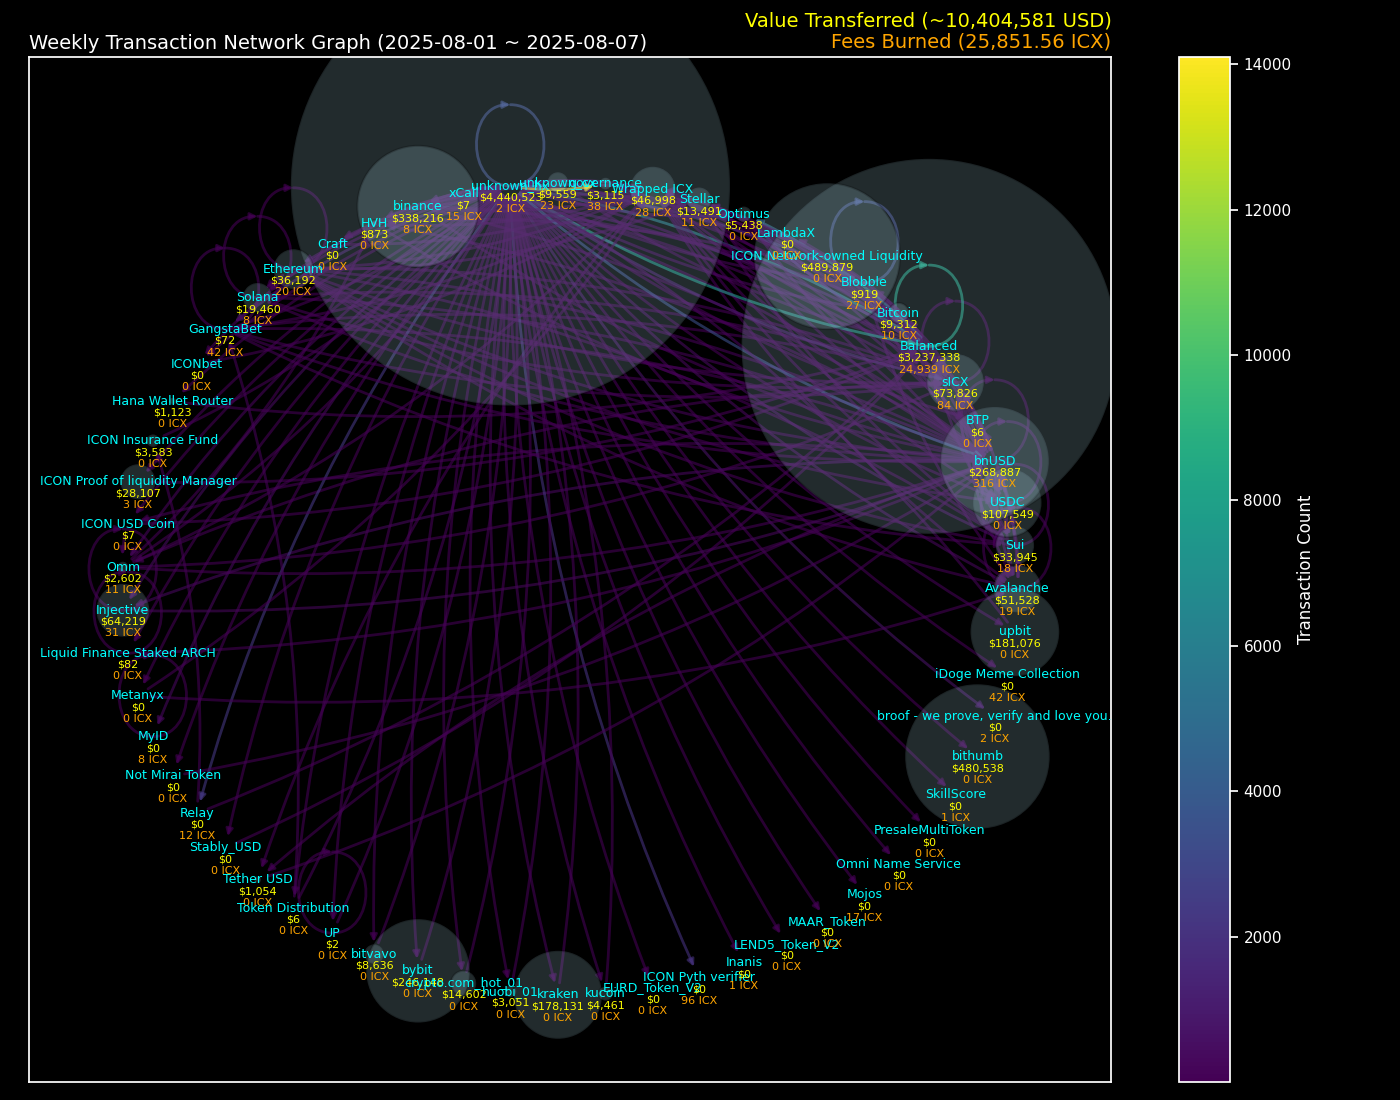 Value Transferred (~10,404,581 USD)
Weekly Transaction Network Graph (2025-08-01 ~ 2025-08-07)
Fees Burned (25,851.56 ICX)
xCall
$7
15 ICX
$4,440,523
2 ICX
$9,559
23 ICX
governance
$3,115
38 ICX
Wrapped ICX
$46,998
28 ICX
Stellar
$13,491
11 ICX
Optimus
$5,438
0 ICX
LambdaX
$0
0 ICX
ICON Network-owned Liquidity
$489,879
0 ICX
Blobble
$919
27 ICX
Bitcoin
$9,312
10 ICX
Balanced
$3,237,338
24,939 ICX
sICX
$73,826
84 ICX
BTP
$6
0 ICX
bnUSD
$268,887
316 ICX
USDC
$107,549
0 ICX
Sui
$33,945
18 ICX
Avalanche
$51,528
19 ICX
upbit
$181,076
0 ICX
iDoge Meme Collection
$0
42 ICX
broof - we prove, verify and love you.
$0
2 ICX
bithumb
$480,538
0 ICX
SkillScore
$0
1 ICX
PresaleMultiToken
$0
0 ICX
Omni Name Service
$0
0 ICX
Mojos
$0
17 ICX
MAAR_Token
$0
0 ICX
LEND5_Token_V2
$0
0 ICX
Inanis
$0
1 ICX
ICON Pyth verifier
$0
96 ICX
$0
0 ICX
kucoin
$4,461
0 ICX
kraken
$178,131
0 ICX
huobi_01
$3,051
0 ICX
crypto.com_hot_01
$14,602
0 ICX
bybit
$246,148
0 ICX
bitvavo
$8,636
0 ICX
UP
$2
0 ICX
Token Distribution
$6
0 ICX
Tether USD
$1,054
0 ICX
Stably_USD
$0
0 ICX
Relay
$0
12 ICX
Not Mirai Token
$0
0 ICX
MyID
$0
8 ICX
Metanyx
$0
0 ICX
Liquid Finance Staked ARCH
$82
0 ICX
Injective
$64,219
31 ICX
Omm
$2,602
11 ICX
ICON USD Coin
$7
0 ICX
ICON Proof of liquidity Manager
$28,107
3 ICX
ICON Insurance Fund
$3,583
0 ICX
Hana Wallet Router
$1,123
0 ICX
ICONbet
$0
0 ICX
GangstaBet
$72
42 ICX
Solana
$19,460
8 ICX
Ethereum
$36,192
20 ICX
Craft
$0
0 ICX
HVH
$873
0 ICX
binance
$338,216
8 ICX
14000
12000
10000
8000
6000
4000
2000
Transaction Count